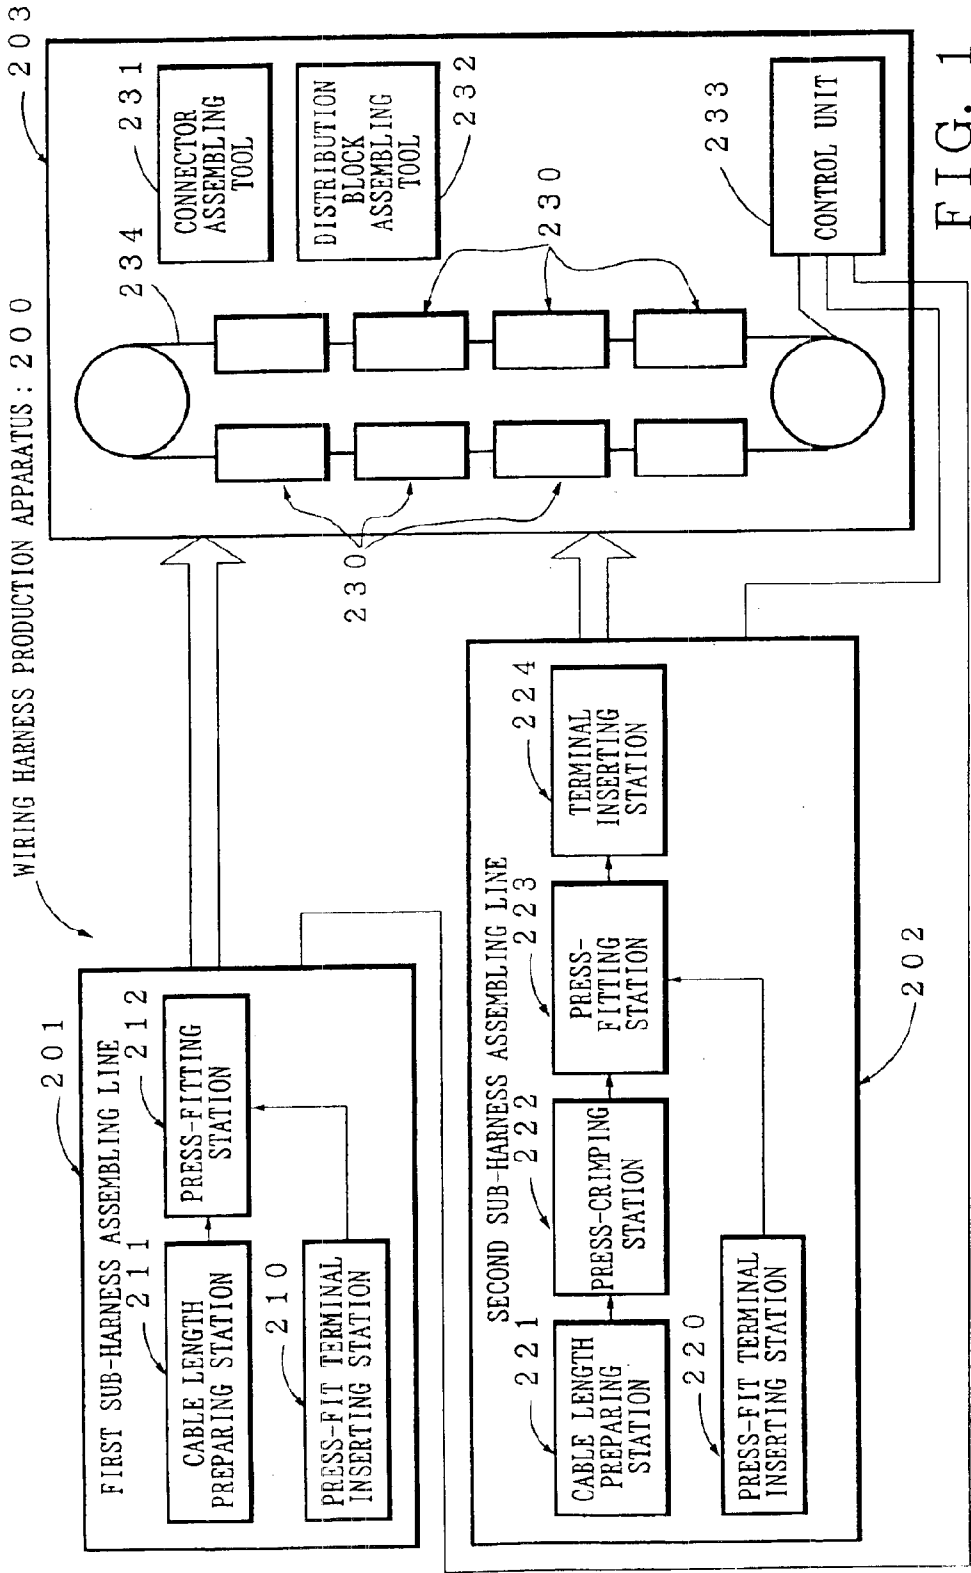 WIRING HARNESS PRODUCTION APPARATUS : 200
203
201
FIRST SUB-HARNESS ASSEMBLING LINE
211
212
CABLE LENGTH
PREPARING STATION
PRESS-FITTING
STATION
210
PRESS-FIT TERMINAL
INSERTING STATION
234
231
CONNECTOR
ASSEMBLING
TOOL
DISTRIBUTION
BLOCK
ASSEMBLING
TOOL
232
230
230
233
CONTROL UNIT
SECOND SUB-HARNESS ASSEMBLING LINE
221
222
223
224
CABLE LENGTH
PREPARING
STATION
PRESS-CRIMPING
STATION
PRESS-
FITTING
STATION
TERMINAL
INSERTING
STATION
220
PRESS-FIT TERMINAL
INSERTING STATION
202
FIG. 1